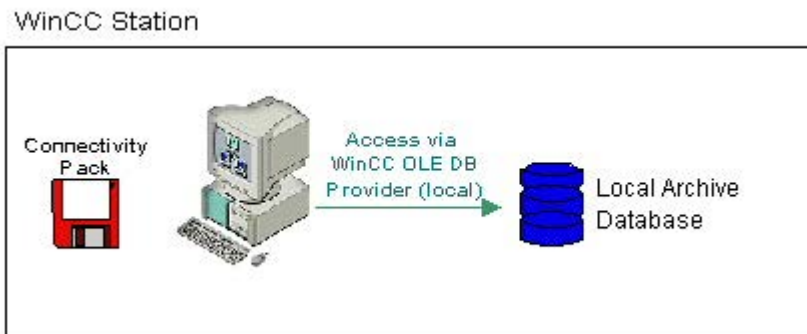 WinCC Station
Connectivity
Pack
Access via
WinCC OLE DB
Provider (local)
Local Archive
Database